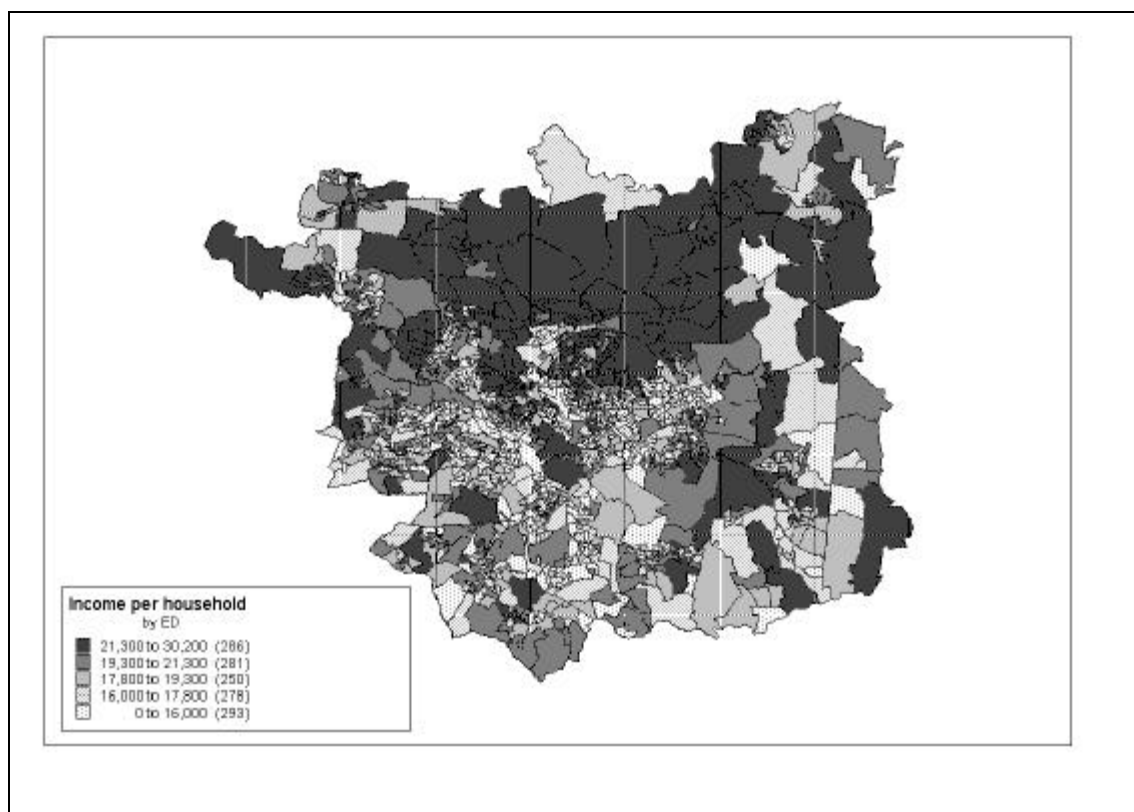 Income per household
by ED
21,300 to 30,200 (286)
19,300 to 21,300 (281)
17,800 to 19,300 (250)
16,000 to 17,800 (278)
0 to 16,000 (293)